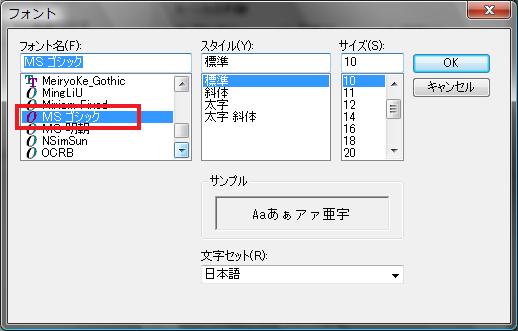 フォント
フォント名(F):
MS ゴシック
MeiryoKe_Gothic
MingLiU
Miriam Fixed
MS ゴシック
MS 明朝
NSimSun
OCRB
スタイル(Y):
標準
標準
斜体
太字
太字 斜体
サイズ(S):
10
10
11
12
14
16
18
20
OK
キャンセル
サンプル
Aaあぁアァ亜宇
文字セット(R):
日本語